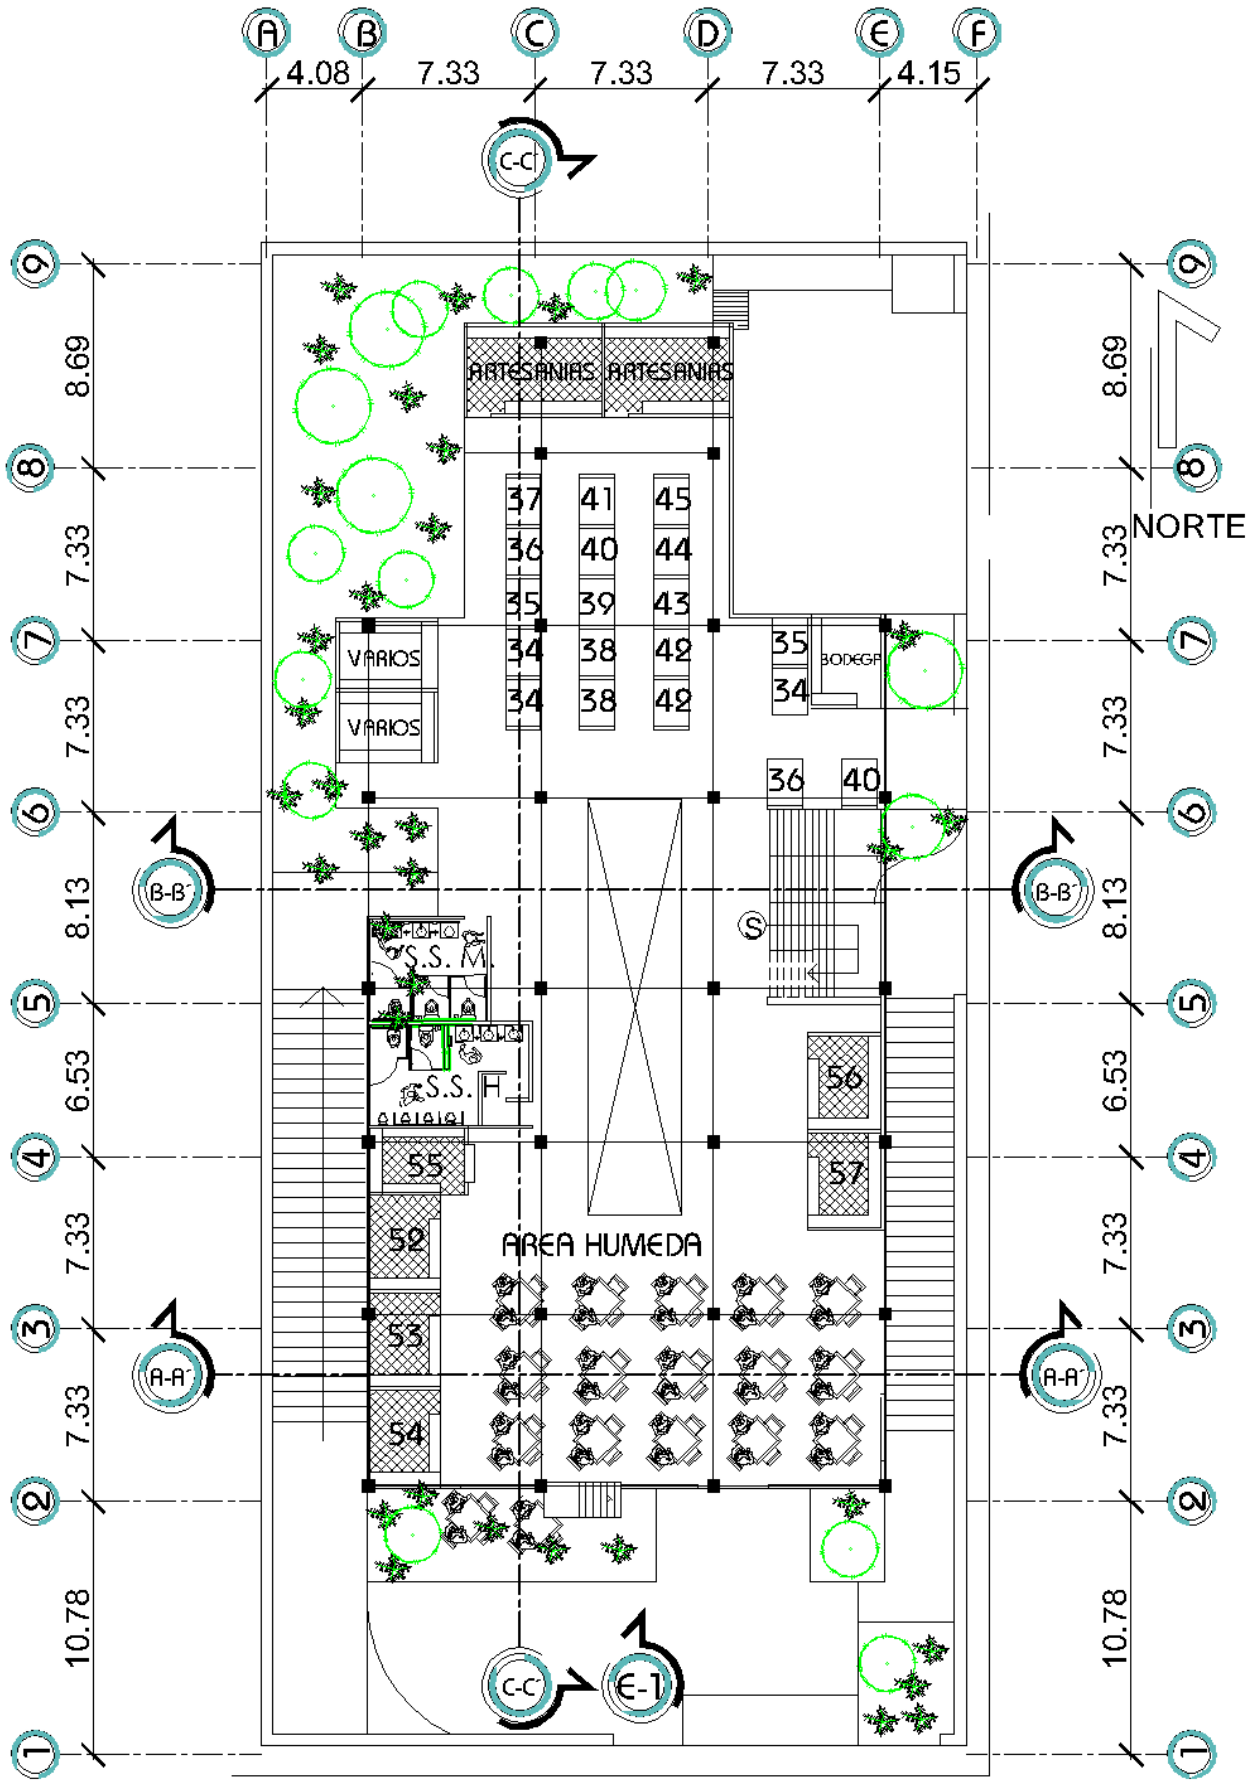 A B C D E F
4.08 7.33 7.33 7.33 4.15
C-C'
9 9
8.69 8.69
ARTESANIAS ARTESANIAS
8 8
NORTE
37 41 45
7.33 36 40 44 7.33
35 39 43
7 7
VARIOS 34 38 42 35 BODEGA
34 38 42 34
VARIOS
7.33 7.33
36 40
6 6
B-B' B-B'
8.13 8.13
S
S.S. M.
5 5
6.53 56 6.53
S.S. H
4 55 57 4
7.33 52 7.33
AREA HUMEDA
3 53 3
A-A' A-A'
7.33 54 7.33
2 2
10.78 10.78
C-C' E-1
1 1